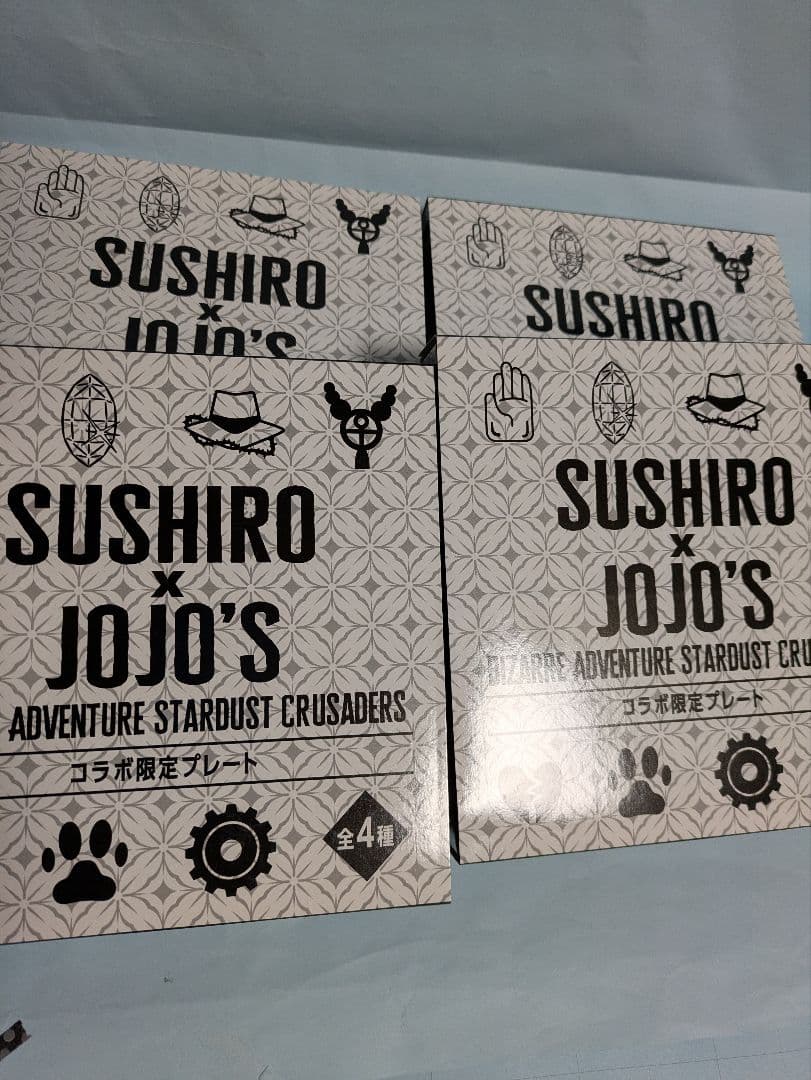 SUSHIRO
x
JOJO'S
SUSHIRO
SUSHIRO
x
JOJO'S
ADVENTURE STARDUST CRUSADERS
コラボ限定プレート
全4種
SUSHIRO
x
JOJO'S
BIZARRE ADVENTURE STARDUST CRU
コラボ限定プレート